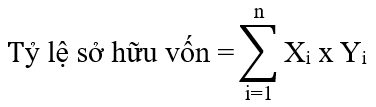 n
Tỷ lệ sở hữu vốn = ∑ Xᵢ x Yᵢ
i=1